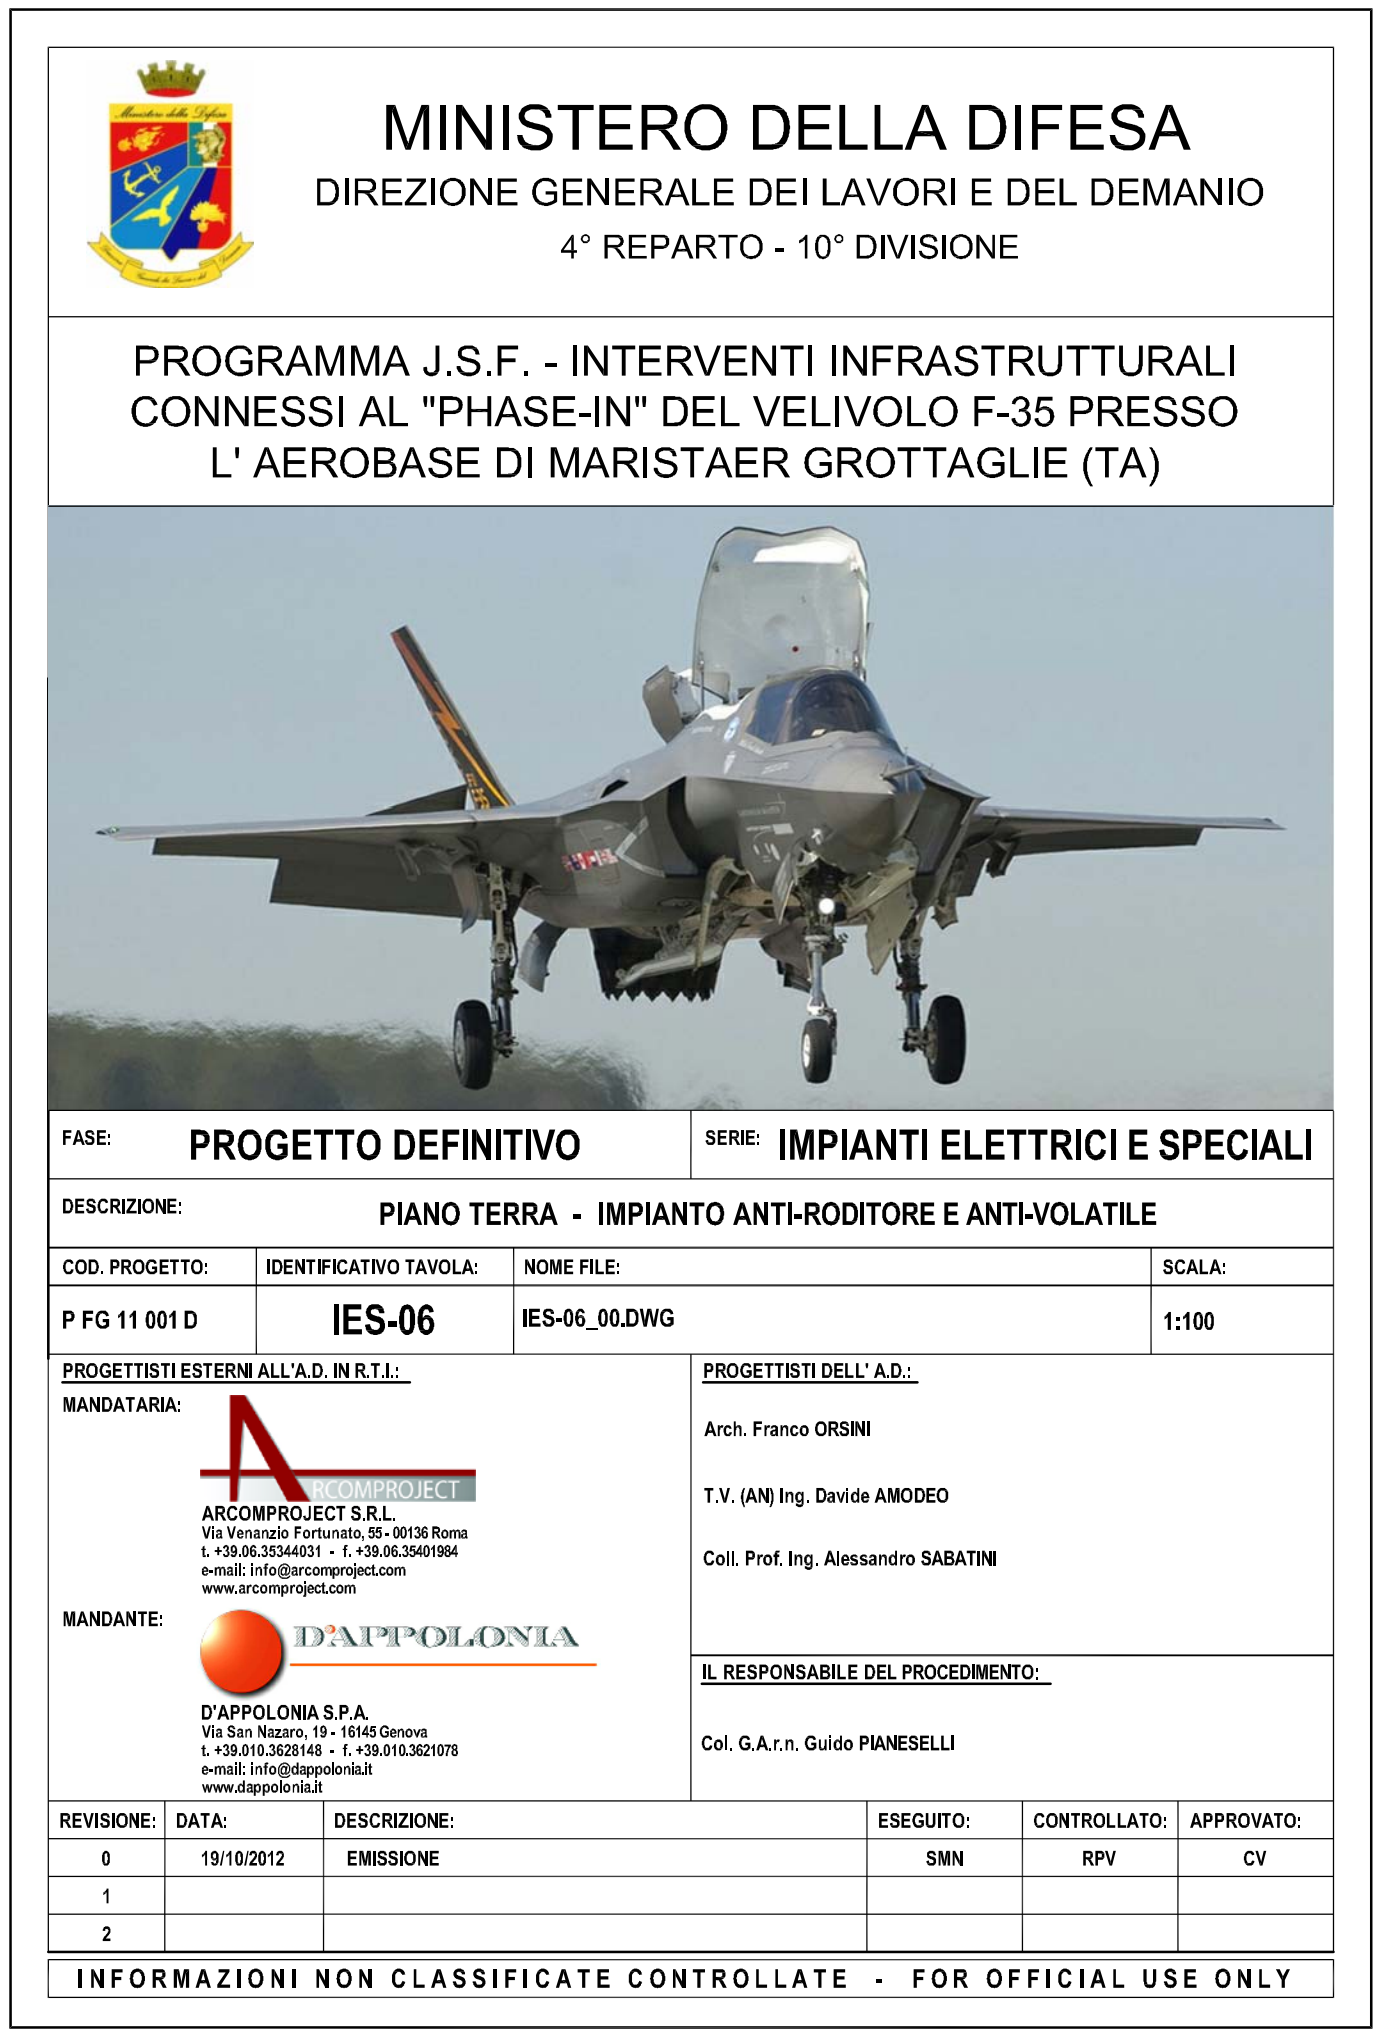 Ministero della Difesa
MINISTERO DELLA DIFESA
DIREZIONE GENERALE DEI LAVORI E DEL DEMANIO
4° REPARTO - 10° DIVISIONE
PROGRAMMA J.S.F. - INTERVENTI INFRASTRUTTURALI
CONNESSI AL "PHASE-IN" DEL VELIVOLO F-35 PRESSO
L' AEROBASE DI MARISTAER GROTTAGLIE (TA)
FASE: PROGETTO DEFINITIVO
SERIE: IMPIANTI ELETTRICI E SPECIALI
DESCRIZIONE: PIANO TERRA - IMPIANTO ANTI-RODITORE E ANTI-VOLATILE
COD. PROGETTO: IDENTIFICATIVO TAVOLA: NOME FILE: SCALA:
P FG 11 001 D IES-06 IES-06_00.DWG 1:100
PROGETTISTI ESTERNI ALL'A.D. IN R.T.I.:
MANDATARIA:
ARCOMPROJECT
ARCOMPROJECT S.R.L.
Via Venanzio Fortunato, 55 - 00136 Roma
t. +39.06.35344031 - f. +39.06.35401984
e-mail: info@arcomproject.com
www.arcomproject.com
MANDANTE:
D'APPOLONIA
D'APPOLONIA S.P.A.
Via San Nazaro, 19 - 16145 Genova
t. +39.010.3628148 - f. +39.010.3621078
e-mail: info@dappolonia.it
www.dappolonia.it
PROGETTISTI DELL' A.D.:
Arch. Franco ORSINI
T.V. (AN) Ing. Davide AMODEO
Coll. Prof. Ing. Alessandro SABATINI
IL RESPONSABILE DEL PROCEDIMENTO:
Col. G.A.r.n. Guido PIANESELLI
REVISIONE: DATA: DESCRIZIONE: ESEGUITO: CONTROLLATO: APPROVATO:
0 19/10/2012 EMISSIONE SMN RPV CV
1
2
INFORMAZIONI NON CLASSIFICATE CONTROLLATE - FOR OFFICIAL USE ONLY